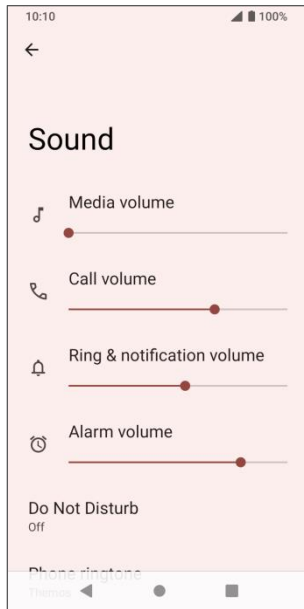 10:10
100%
Sound
Media volume
Call volume
Ring & notification volume
Alarm volume
Do Not Disturb
Off
Phone ringtone
Themos